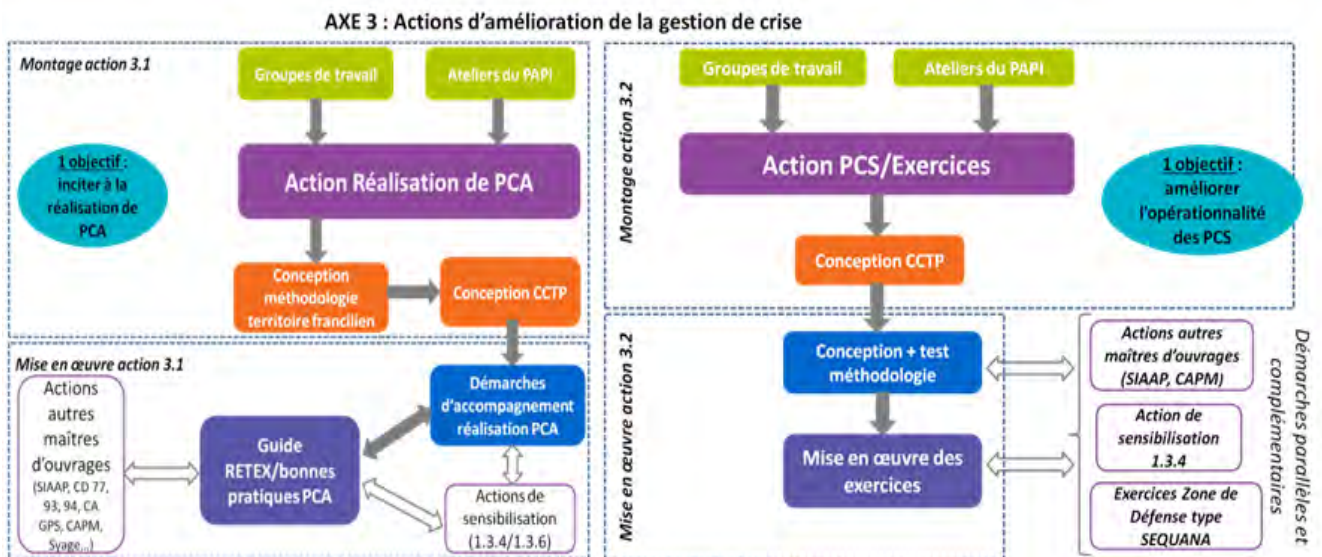 AXE 3 : Actions d'amélioration de la gestion de crise
Montage action 3.1
Groupes de travail
Ateliers du PAPI
1 objectif :
inciter à la
réalisation de
PCA
Action Réalisation de PCA
Conception
méthodologie
territoire francilien
Conception CCTP
Mise en œuvre action 3.1
Actions
autres
maîtres
d'ouvrages
(SIAAP, CD 77,
93, 94, CA
GPS, CAPM,
Syage...)
Guide
RETEX/bonnes
pratiques PCA
Démarches
d'accompagnement
réalisation PCA
Actions de
sensibilisation
(1.3.4/1.3.6)
Montage action 3.2
Groupes de travail
Ateliers du PAPI
Action PCS/Exercices
1 objectif :
améliorer
l'opérationnalité
des PCS
Conception CCTP
Mise en œuvre action 3.2
Conception + test
méthodologie
Mise en œuvre des
exercices
Actions autres
maîtres d'ouvrages
(SIAAP, CAPM)
Action de
sensibilisation
1.3.4
Exercices Zone de
Défense type
SEQUANA
Démarches parallèles et
complémentaires